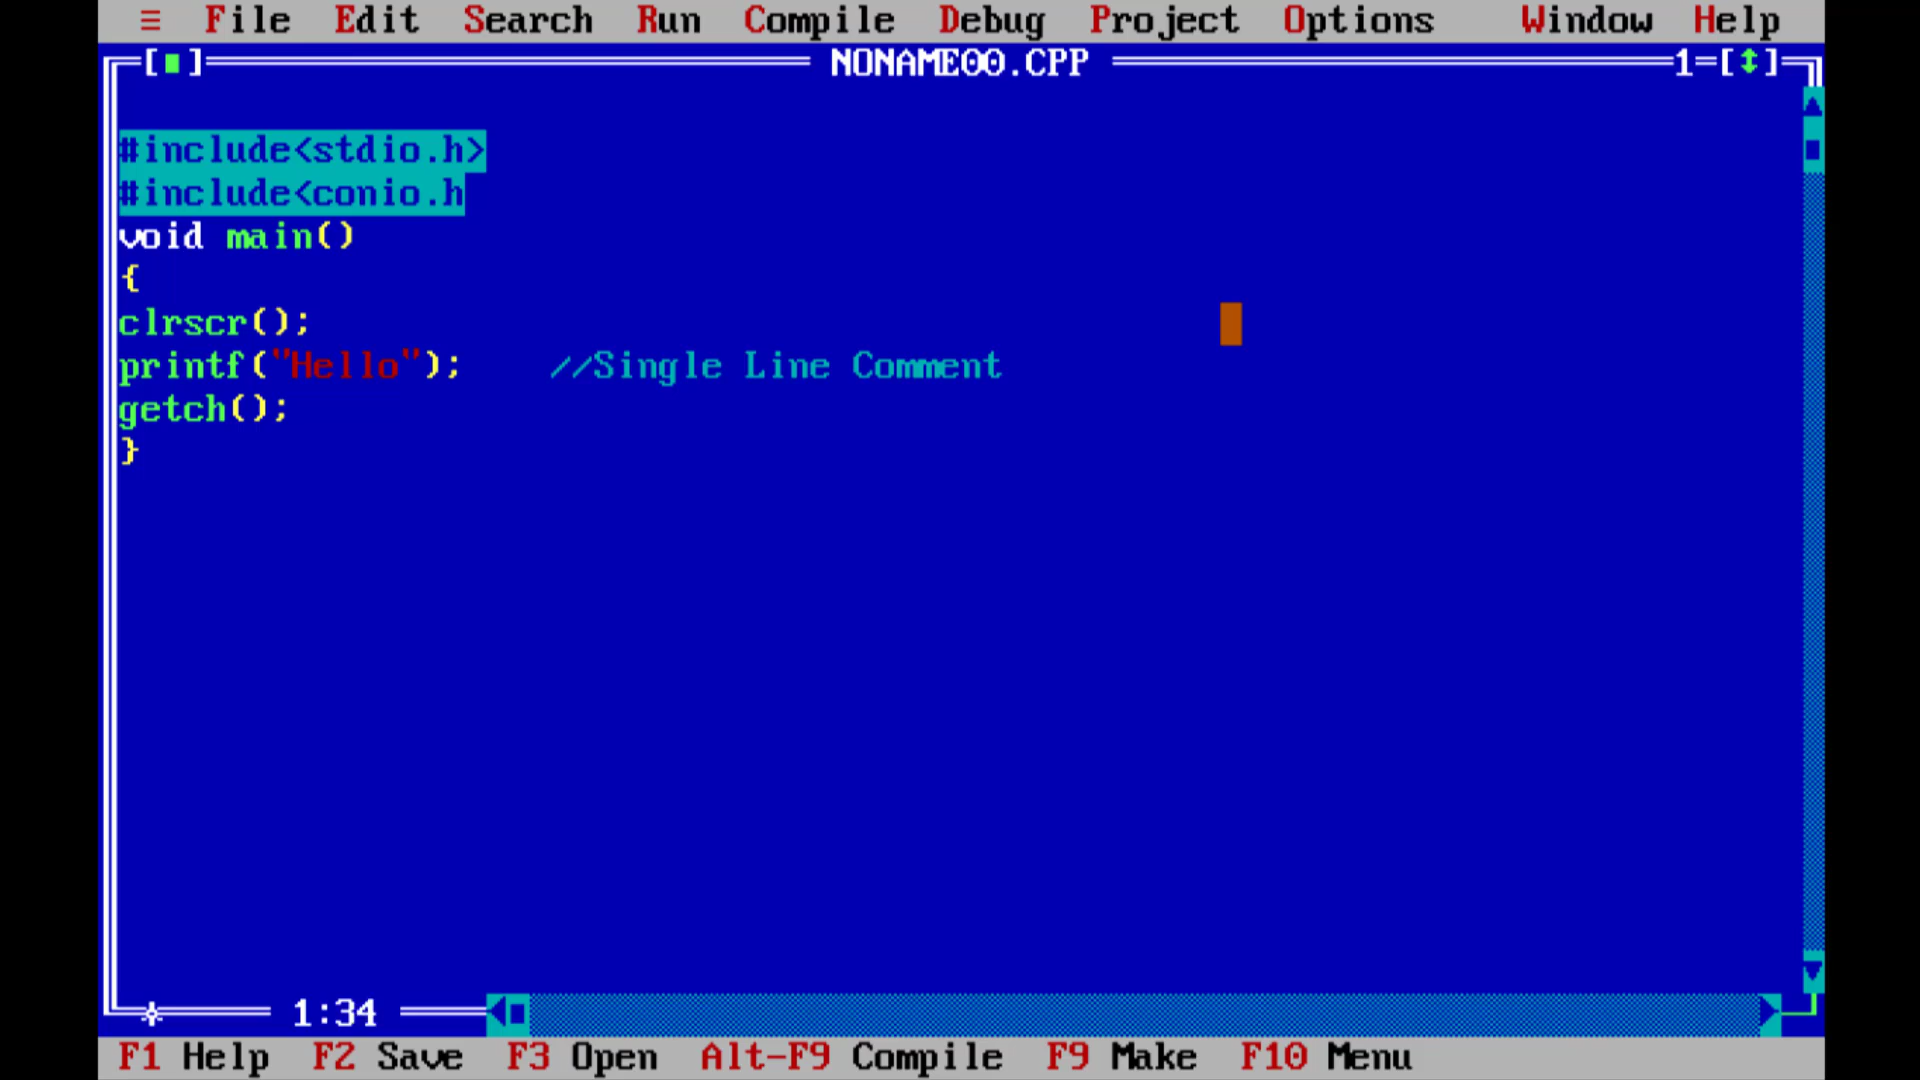 ≡ File Edit Search Run Compile Debug Project Options Window Help
[■] NONAME00.CPP 1=[↕]
#include<stdio.h>
#include<conio.h
void main()
{
clrscr();
printf("Hello"); //Single Line Comment
getch();
}
1:34
F1 Help F2 Save F3 Open Alt-F9 Compile F9 Make F10 Menu